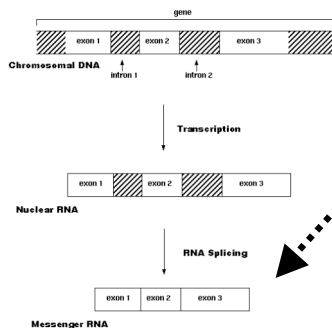 gene
exon 1 exon 2 exon 3
Chromosomal DNA
intron 1 intron 2
Transcription
exon 1 exon 2 exon 3
Nuclear RNA
RNA Splicing
exon 1 exon 2 exon 3
Messenger RNA